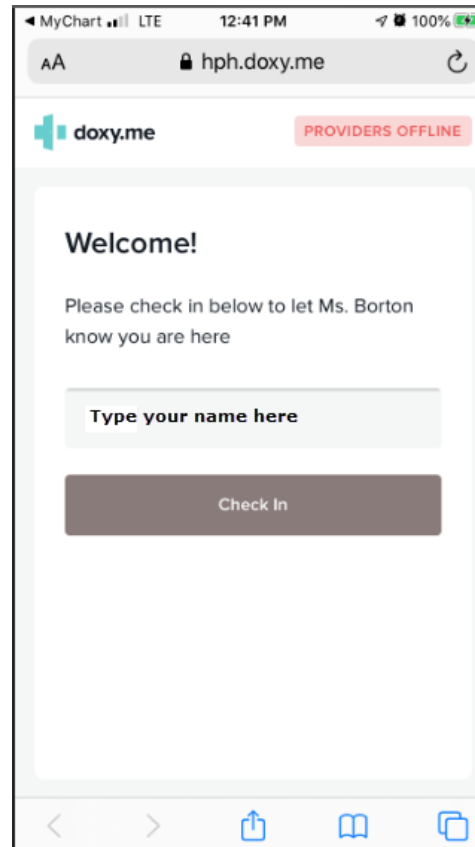 ◀ MyChart LTE 12:41 PM 100%
AA hph.doxy.me
doxy.me PROVIDERS OFFLINE
Welcome!
Please check in below to let Ms. Borton
know you are here
Type your name here
Check In